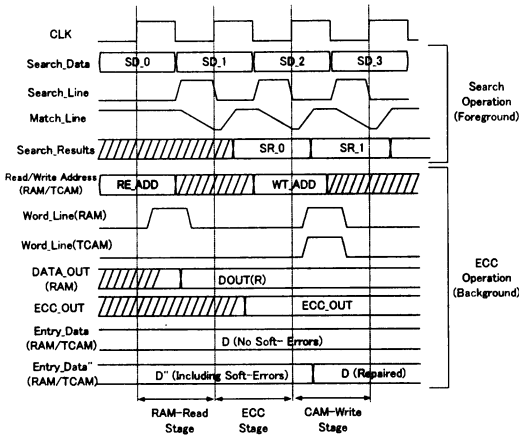 CLK
Search_Data SD_0 SD_1 SD_2 SD_3
Search_Line
Match_Line
Search_Results SR_0 SR_1
Search
Operation
(Foreground)
Read/Write Address
(RAM/TCAM) RE_ADD WT_ADD
Word_Line(RAM)
Word_Line(TCAM)
DATA_OUT
(RAM) DOUT(R)
ECC_OUT ECC_OUT
Entry_Data
(RAM/TCAM) D (No Soft- Errors)
Entry_Data"
(RAM/TCAM) D" (Including Soft-Errors) D (Repaired)
ECC
Operation
(Background)
RAM-Read
Stage
ECC
Stage
CAM-Write
Stage